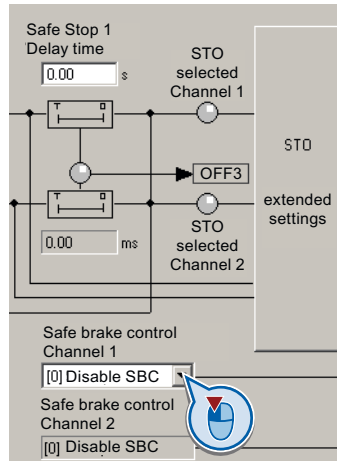 Safe Stop 1
Delay time
0.00 s
STO
selected
Channel 1
T 0
STO
OFF3
extended
settings
T 0
0.00 ms
STO
selected
Channel 2
Safe brake control
Channel 1
[0] Disable SBC
Safe brake control
Channel 2
[0] Disable SBC